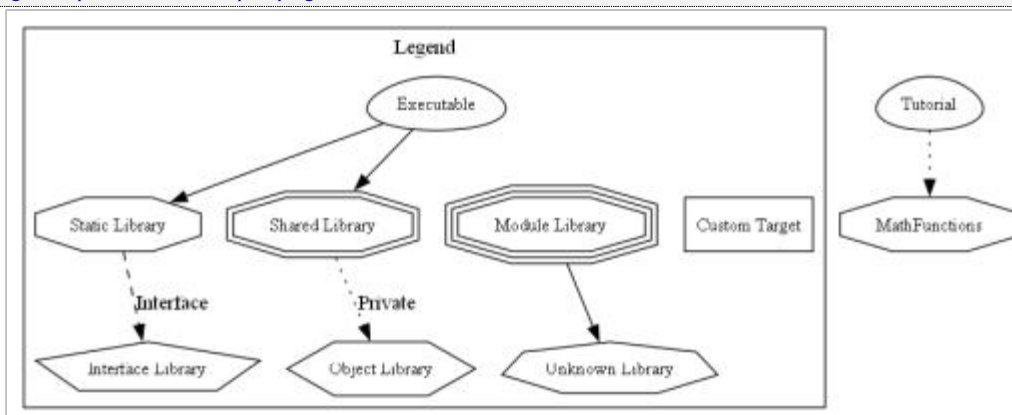 Legend
Executable
Tutorial
Static Library
Shared Library
Module Library
Custom Target
MathFunctions
Interface
Private
Interface Library
Object Library
Unknown Library